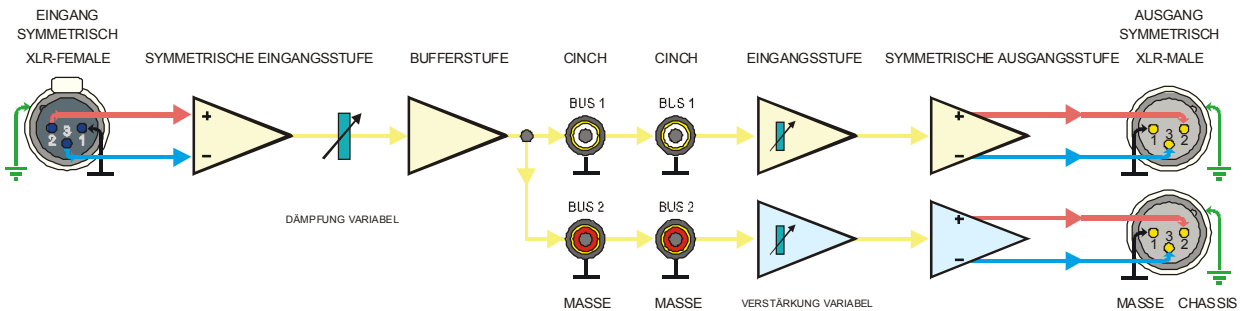 EINGANG
SYMMETRISCH
XLR-FEMALE
SYMMETRISCHE EINGANGSSTUFE
BUFFERSTUFE
CINCH
CINCH
EINGANGSSTUFE
SYMMETRISCHE AUSGANGSSTUFE
AUSGANG
SYMMETRISCH
XLR-MALE
2 3 1
+
−
BUS 1
BUS 1
+
−
1 3 2
DÄMPFUNG VARIABEL
BUS 2
BUS 2
+
−
1 3 2
MASSE
MASSE
VERSTÄRKUNG VARIABEL
MASSE
CHASSIS